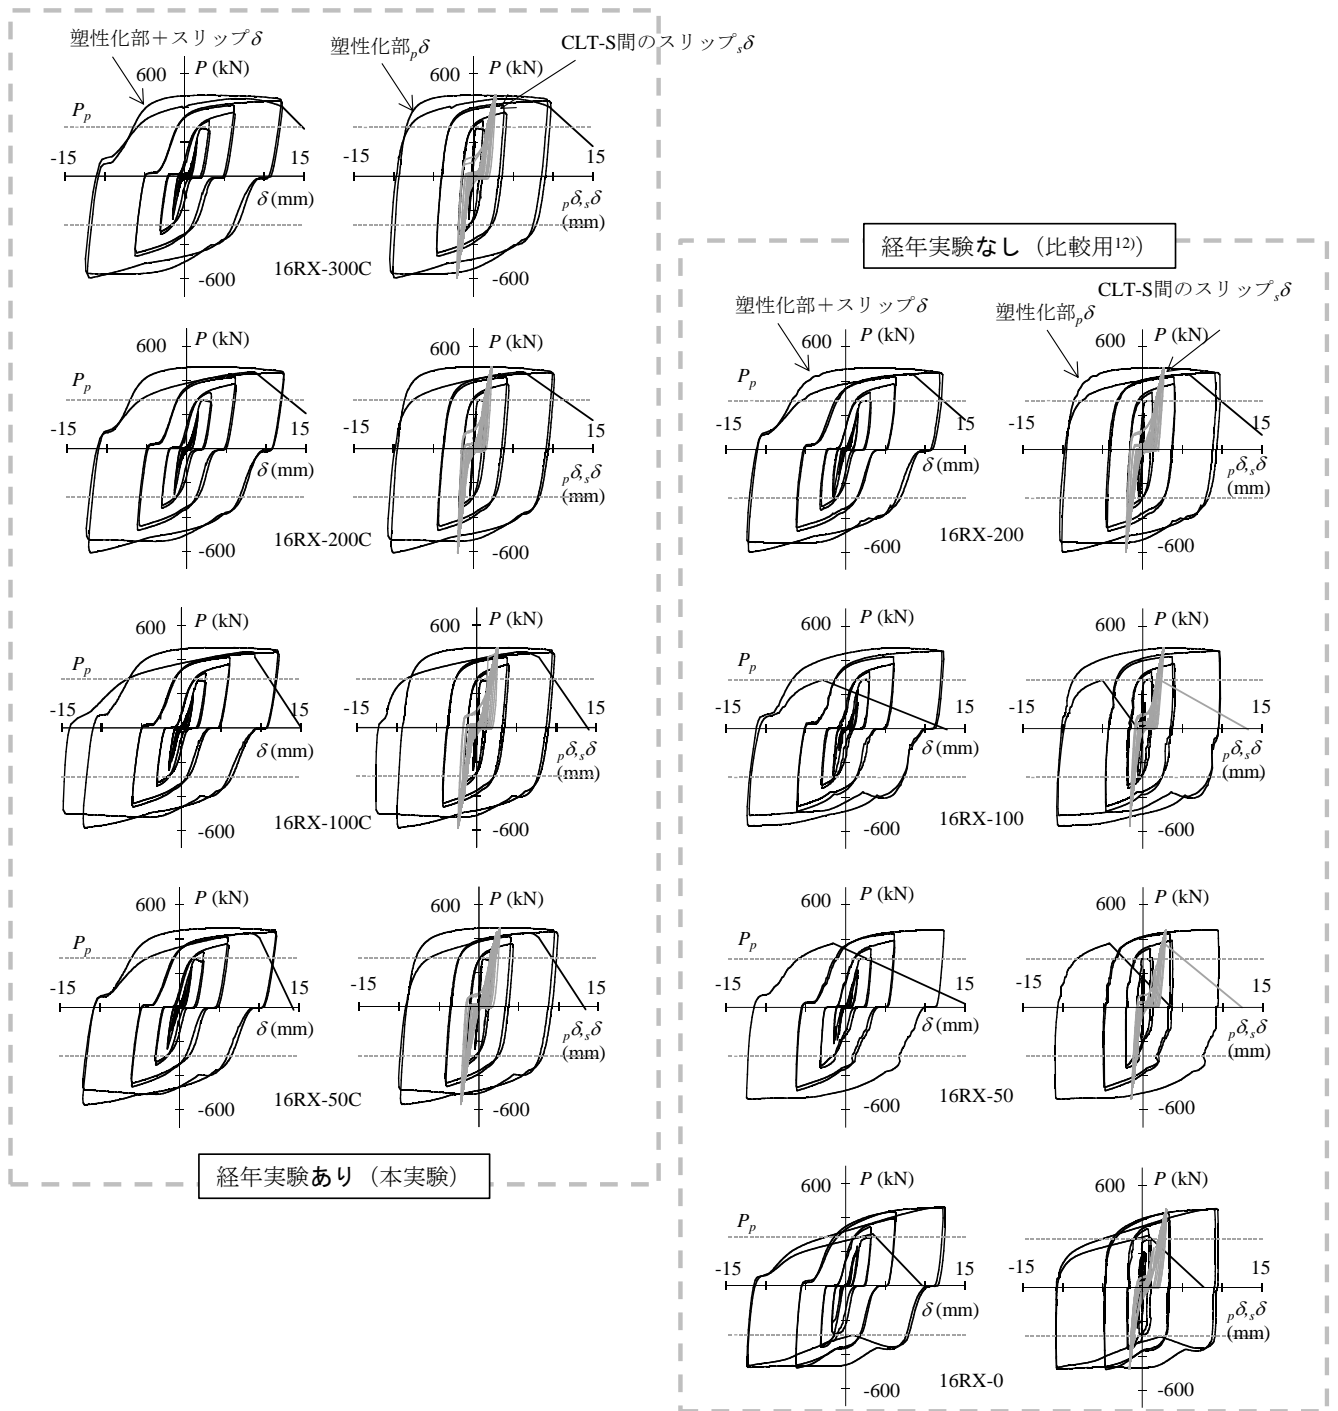 塑性化部＋スリップδ
塑性化部pδ
CLT-S間のスリップsδ
600 P (kN)
600 P (kN)
Pp
-15 15
-15 15
δ (mm)
pδ,sδ
(mm)
16RX-300C
-600
-600
600 P (kN)
600 P (kN)
Pp
-15 15
-15 15
δ (mm)
pδ,sδ
(mm)
16RX-200C
-600
-600
600 P (kN)
600 P (kN)
Pp
-15 15
-15 15
δ (mm)
pδ,sδ
(mm)
16RX-100C
-600
-600
600 P (kN)
600 P (kN)
Pp
-15 15
-15 15
δ (mm)
pδ,sδ
(mm)
16RX-50C
-600
-600
経年実験あり（本実験）
経年実験なし（比較用12)）
塑性化部＋スリップδ
塑性化部pδ
CLT-S間のスリップsδ
600 P (kN)
600 P (kN)
Pp
-15 15
-15 15
δ (mm)
pδ,sδ
(mm)
16RX-200
-600
-600
600 P (kN)
600 P (kN)
Pp
-15 15
-15 15
δ (mm)
pδ,sδ
(mm)
16RX-100
-600
-600
600 P (kN)
600 P (kN)
Pp
-15 15
-15 15
δ (mm)
pδ,sδ
(mm)
16RX-50
-600
-600
600 P (kN)
600 P (kN)
Pp
-15 15
-15 15
δ (mm)
pδ,sδ
(mm)
16RX-0
-600
-600